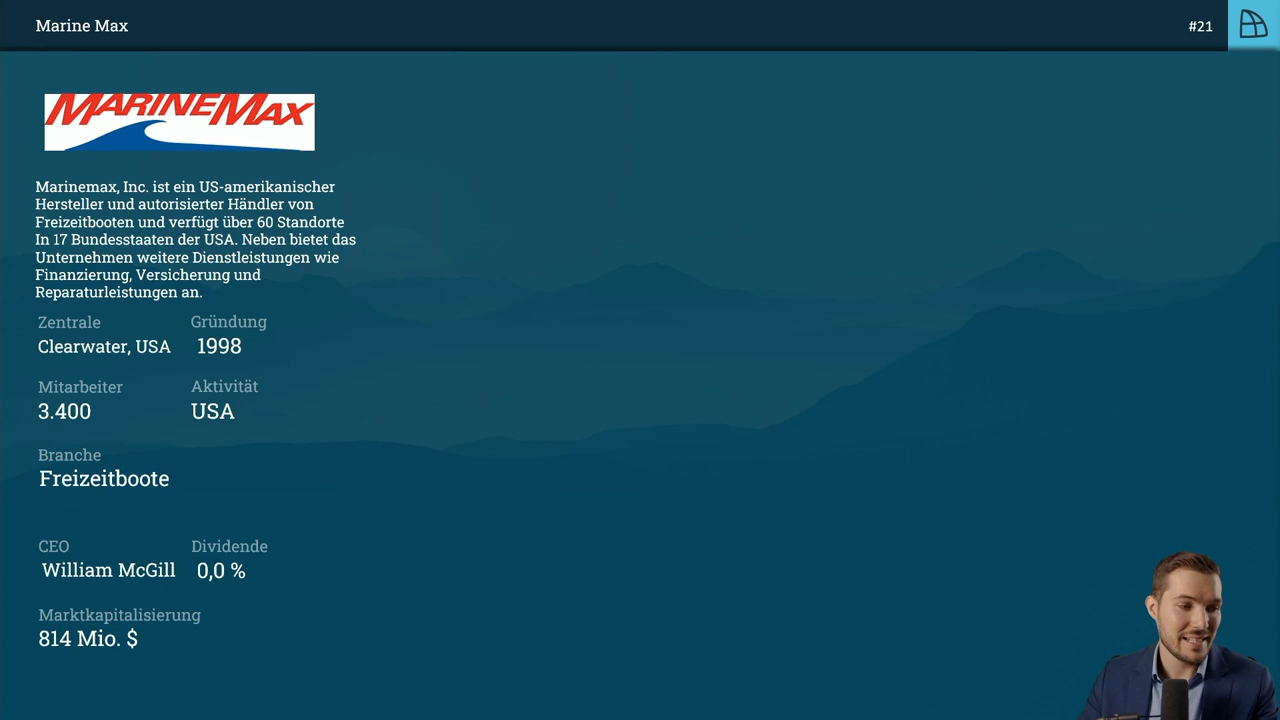 Marine Max
#21
MARINEMAX
Marinemax, Inc. ist ein US-amerikanischer
Hersteller und autorisierter Händler von
Freizeitbooten und verfügt über 60 Standorte
In 17 Bundesstaaten der USA. Neben bietet das
Unternehmen weitere Dienstleistungen wie
Finanzierung, Versicherung und
Reparaturleistungen an.
Zentrale Gründung
Clearwater, USA 1998
Mitarbeiter Aktivität
3.400 USA
Branche
Freizeitboote
CEO Dividende
William McGill 0,0 %
Marktkapitalisierung
814 Mio. $